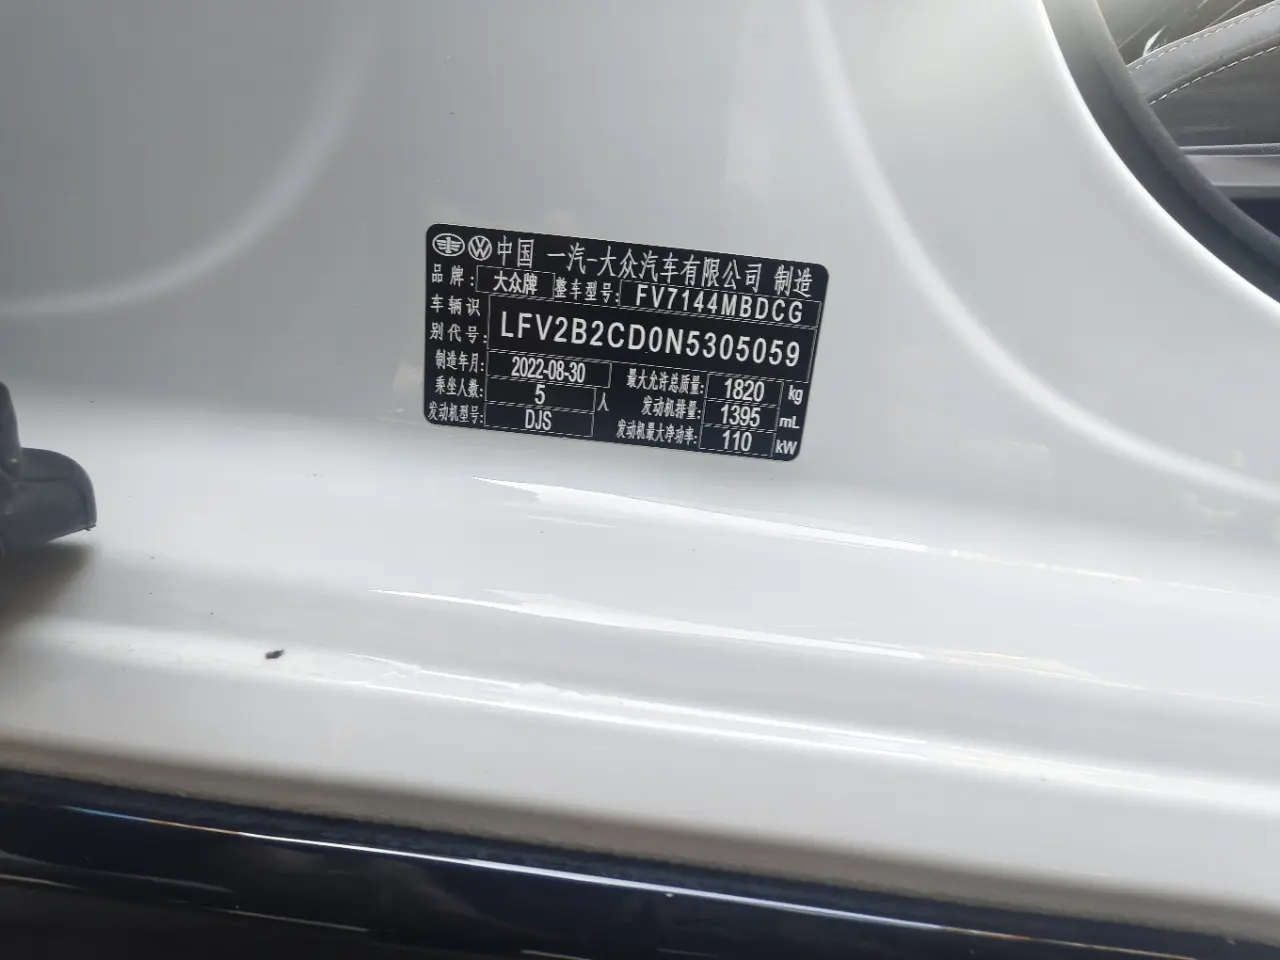 中国 一汽-大众汽车有限公司 制造
品牌: 大众牌 整车型号: FV7144MBDCG
车辆识别代号: LFV2B2CD0N5305059
制造年月: 2022-08-30 最大允许总质量: 1820 kg
乘坐人数: 5 人 发动机排量: 1395 mL
发动机型号: DJS 发动机最大净功率: 110 kW